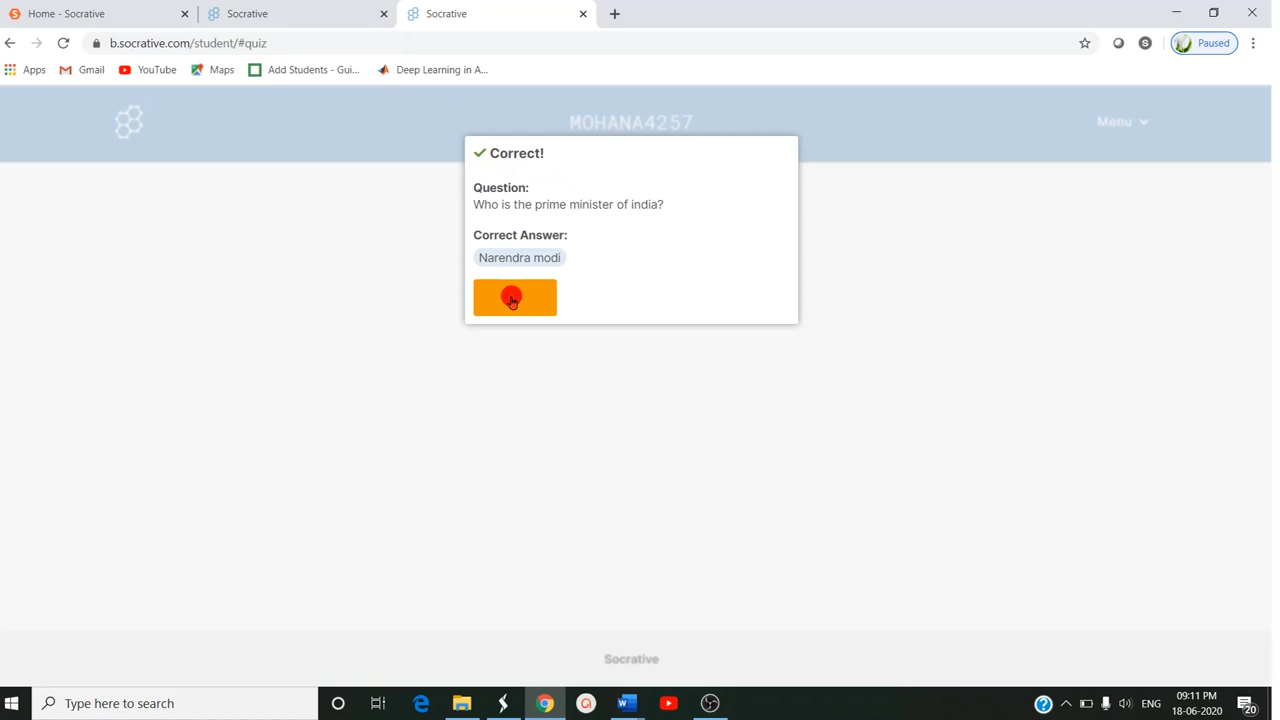 Home - Socrative
Socrative
Socrative
b.socrative.com/student/#quiz
Paused
Apps
Gmail
YouTube
Maps
Add Students - Gui...
Deep Learning in A...
MOHANA4257
Menu
Correct!
Question:
Who is the prime minister of india?
Correct Answer:
Narendra modi
Socrative
Type here to search
ENG
09:11 PM
18-06-2020
20